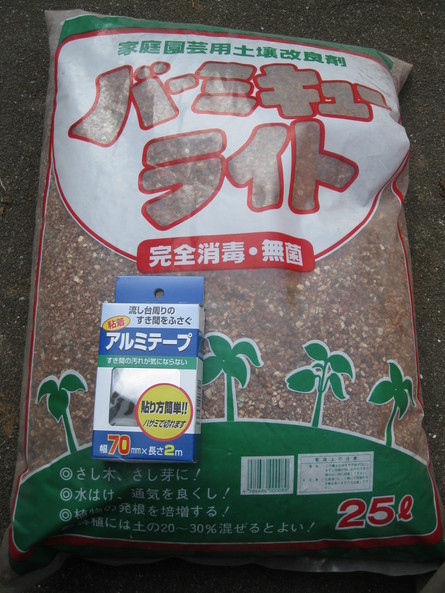 家庭園芸用土壌改良剤
バーミキュー
ライト
完全消毒・無菌
流し台周りの
すき間をふさぐ
粘着
アルミテープ
すき間の汚れが気にならない
貼り方簡単!!
ハサミで切れます
幅70mm×長さ2m
◎さし木、さし芽に!
◎水はけ、通気を良くし!
植物の発根を倍増する!
◎鉢植には土の20〜30%混ぜるとよい!
25ℓ